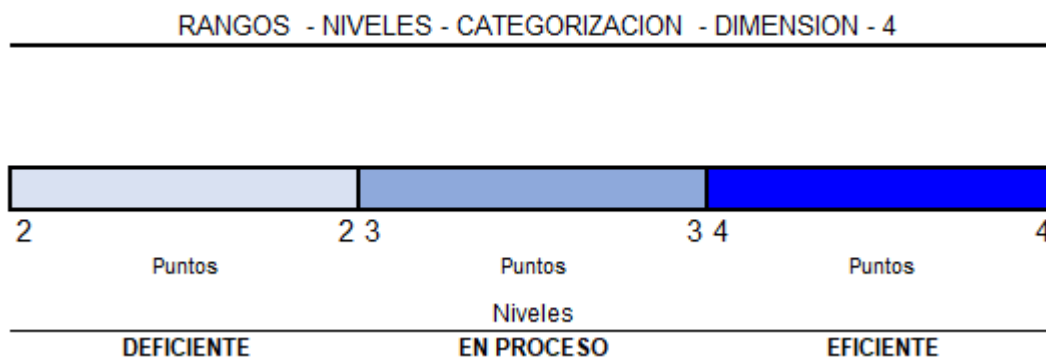 RANGOS - NIVELES - CATEGORIZACION - DIMENSION - 4
2 2 3 3 4 4
Puntos Puntos Puntos
Niveles
DEFICIENTE EN PROCESO EFICIENTE